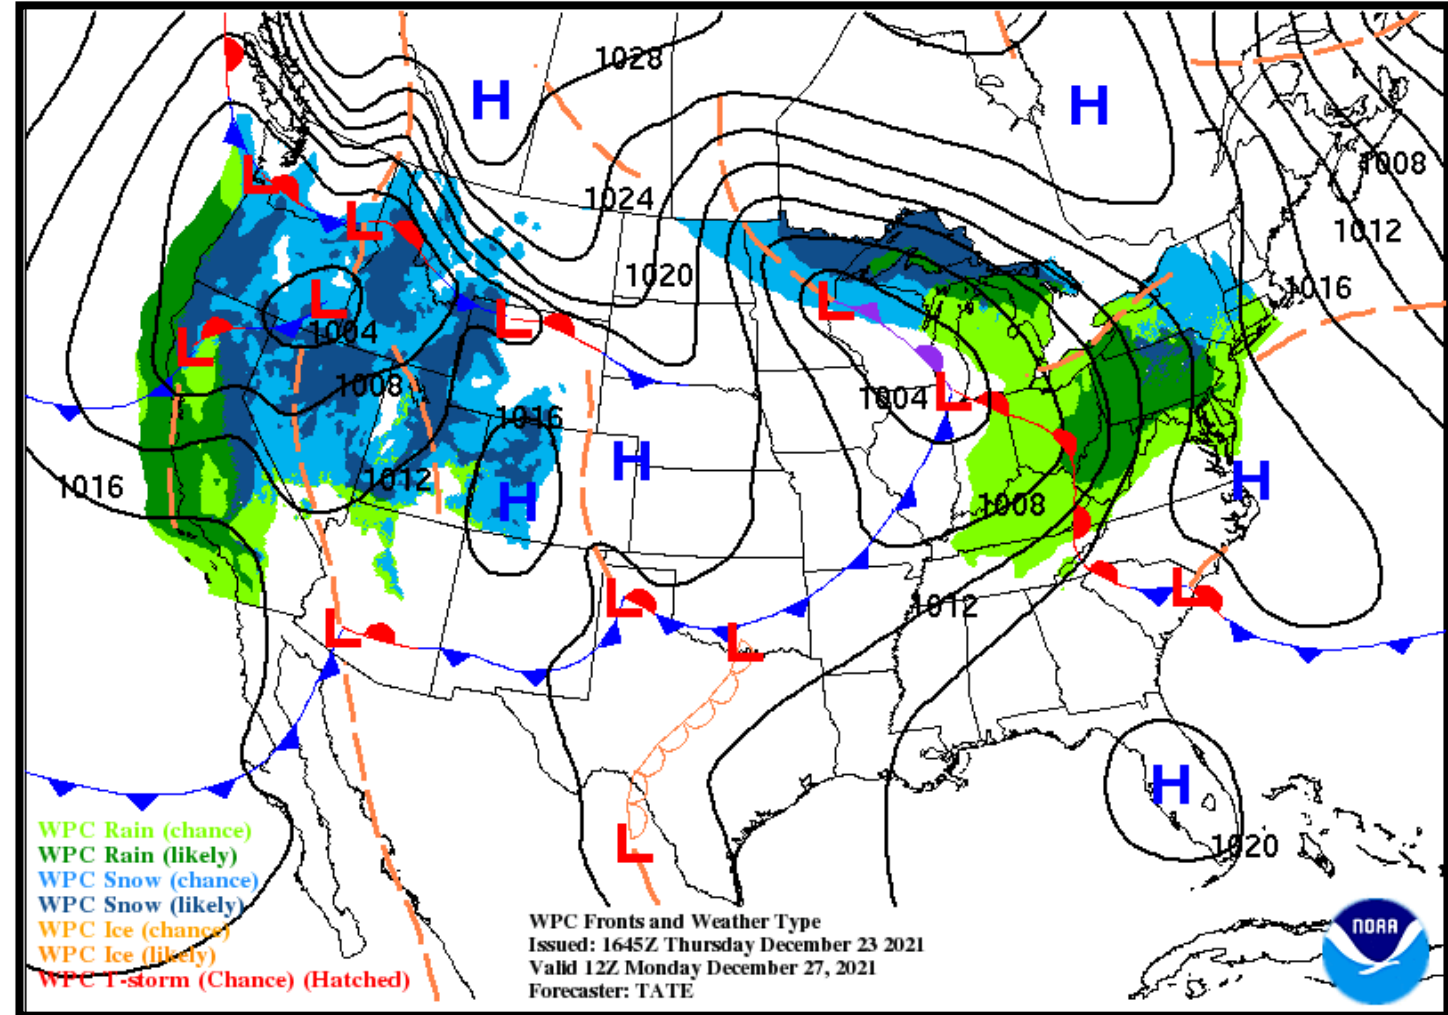 1028
H
H
1008
L
1024
L
1012
1020
1016
L
L
L
1004
L
1008
1004
L
1016
H
1016
1012
H
H
1008
L
1012
L
L
L
H
L
1020
WPC Rain (chance)
WPC Rain (likely)
WPC Snow (chance)
WPC Snow (likely)
WPC Ice (chance)
WPC Ice (likely)
WPC T-storm (Chance) (Hatched)
WPC Fronts and Weather Type
Issued: 1645Z Thursday December 23 2021
Valid 12Z Monday December 27, 2021
Forecaster: TATE
NOAA